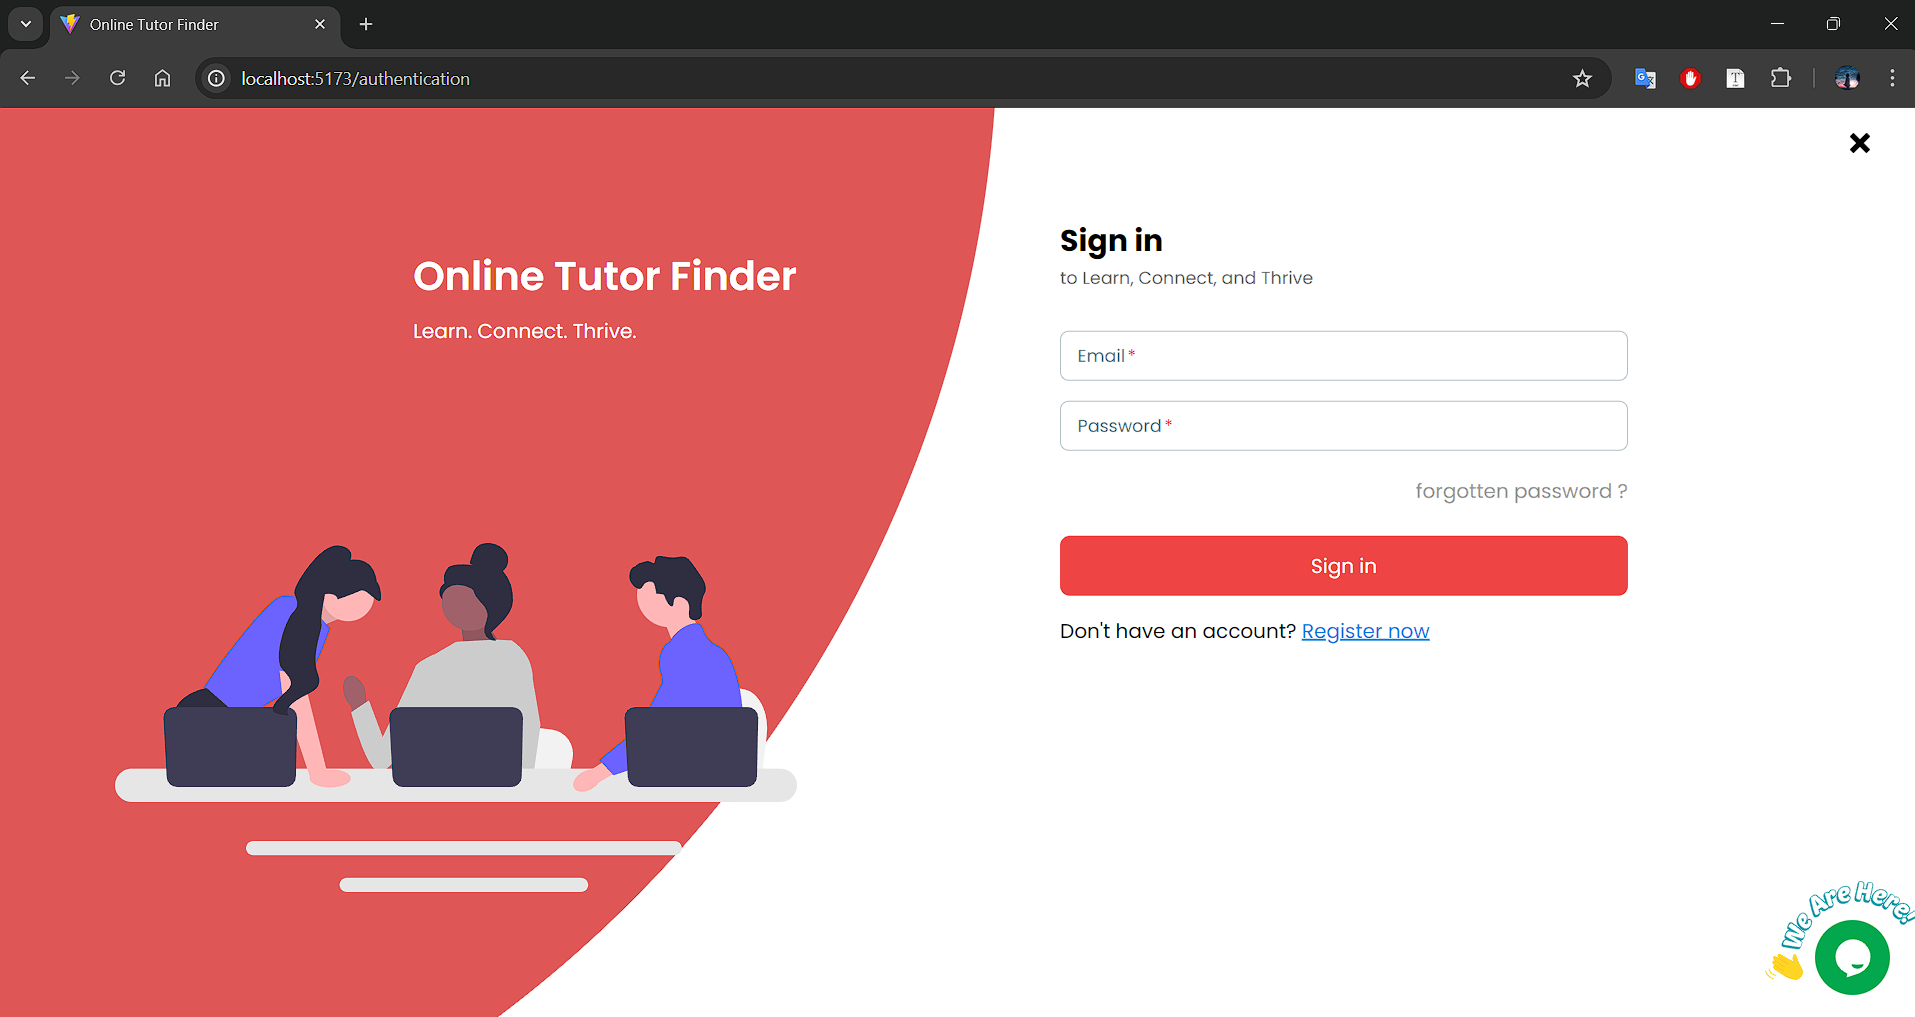 Online Tutor Finder
localhost:5173/authentication
Online Tutor Finder
Learn. Connect. Thrive.
Sign in
to Learn, Connect, and Thrive
Email*
Password*
forgotten password ?
Sign in
Don't have an account? Register now
We Are Here!